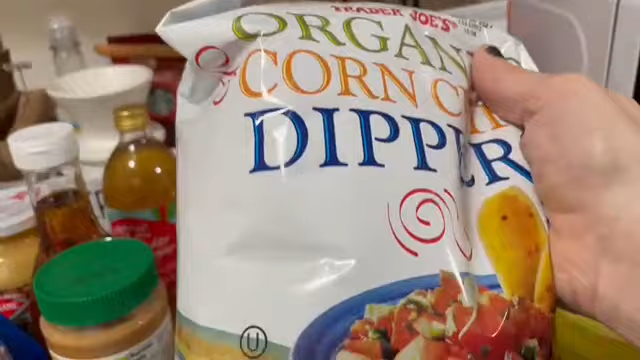 TRADER JOE'S
ORGAN
CORN C
DIPPER
U